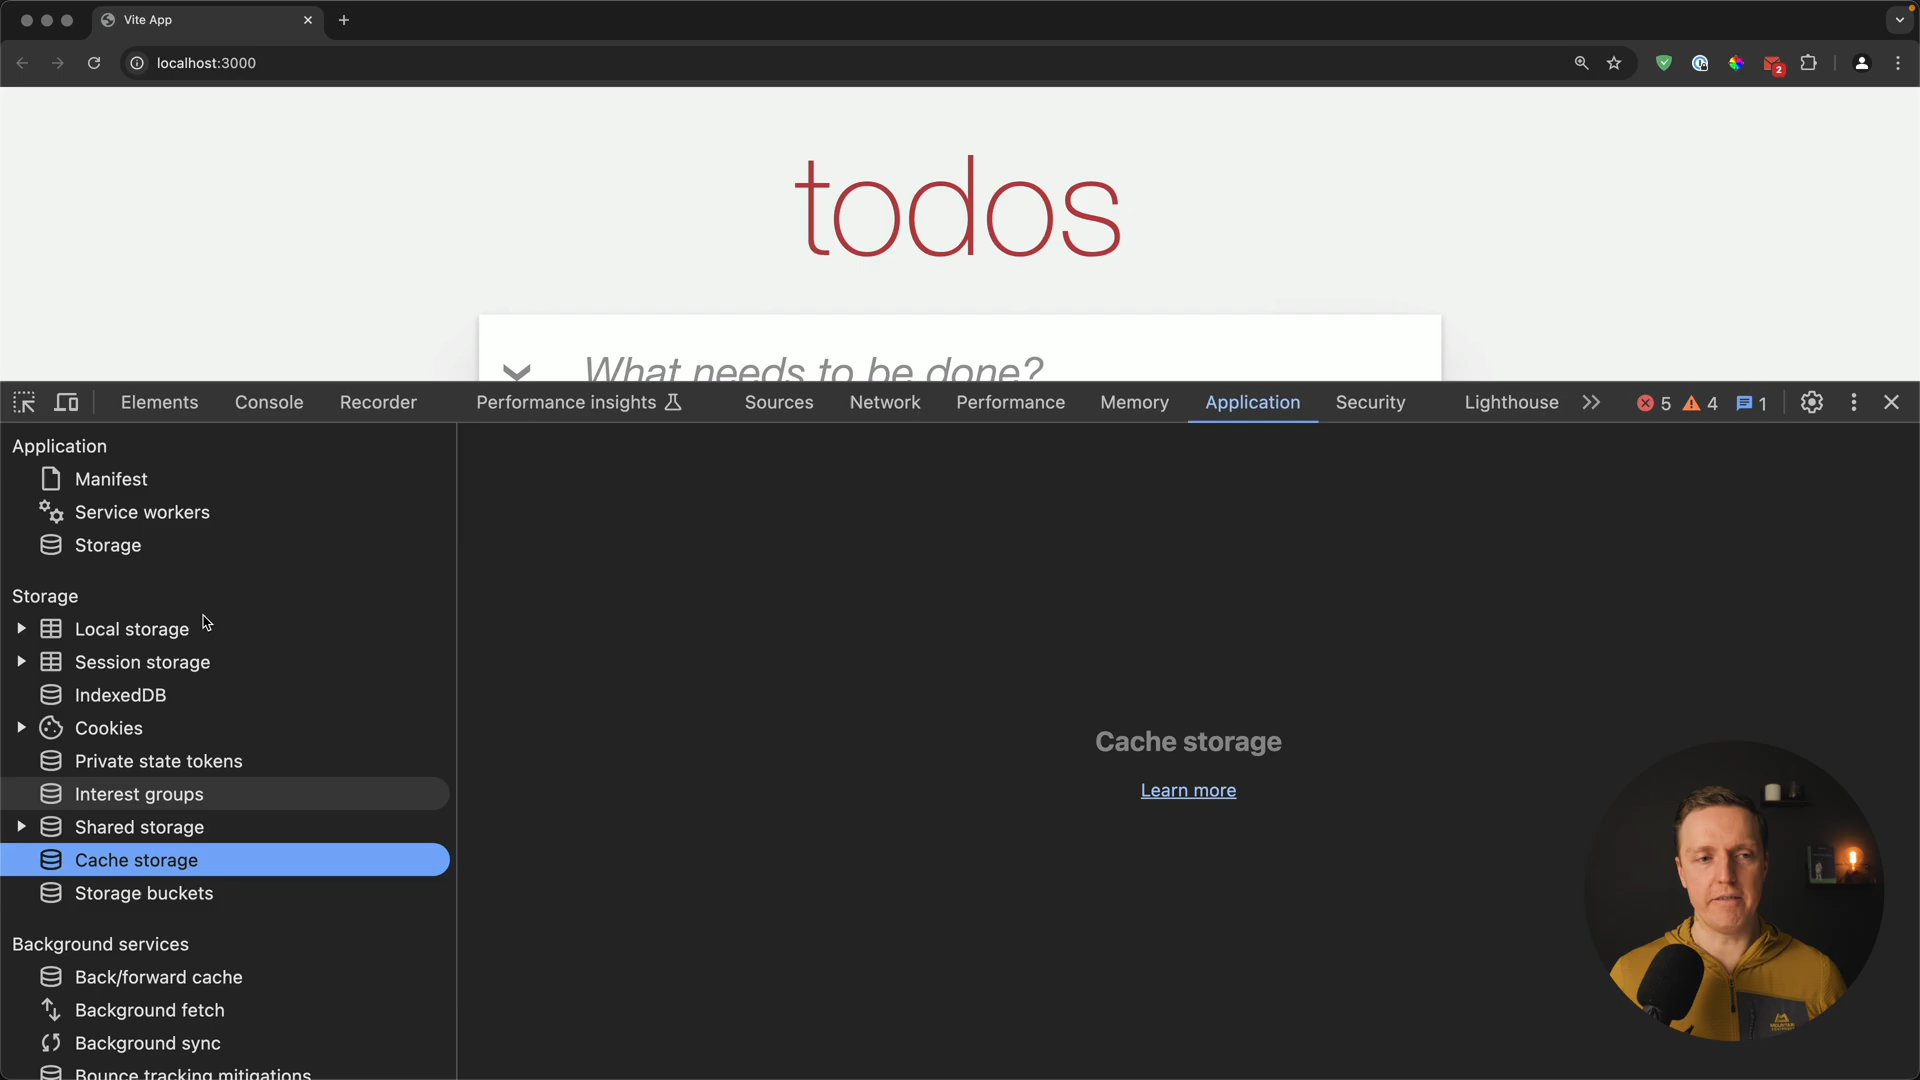 Vite App
localhost:3000
2
todos
What needs to be done?
Elements
Console
Recorder
Performance insights
Sources
Network
Performance
Memory
Application
Security
Lighthouse
5
4
1
Application
Manifest
Service workers
Storage
Storage
Local storage
Session storage
IndexedDB
Cookies
Private state tokens
Interest groups
Shared storage
Cache storage
Storage buckets
Background services
Back/forward cache
Background fetch
Background sync
Bounce tracking mitigations
Cache storage
Learn more
MOUNTAIN
EQUIPMENT